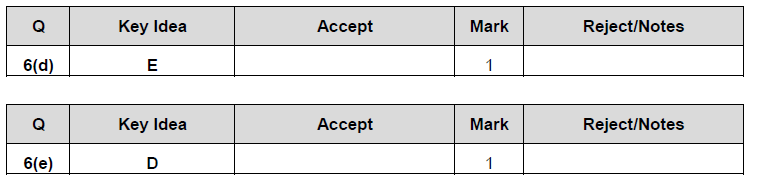 Q Key Idea Accept Mark Reject/Notes
6(d) E 1
Q Key Idea Accept Mark Reject/Notes
6(e) D 1